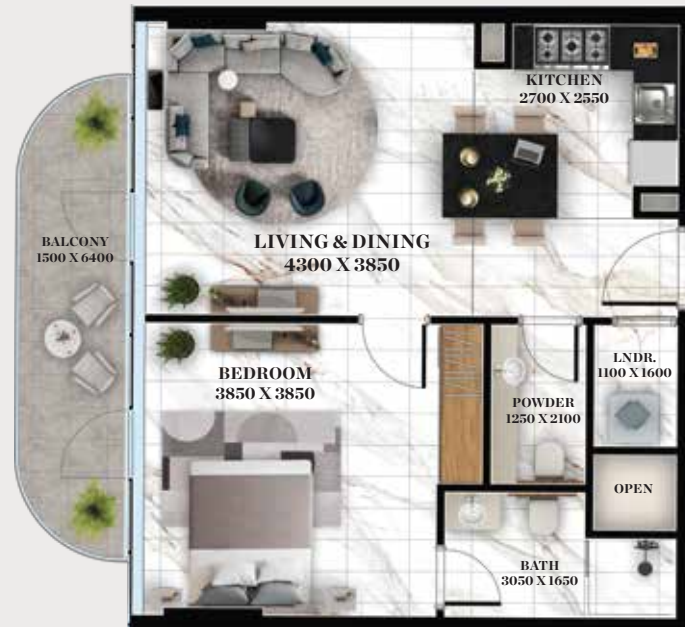 KITCHEN
2700 X 2550
BALCONY
1500 X 6400
LIVING & DINING
4300 X 3850
LNDR.
1100 X 1600
BEDROOM
3850 X 3850
POWDER
1250 X 2100
OPEN
BATH
3050 X 1650